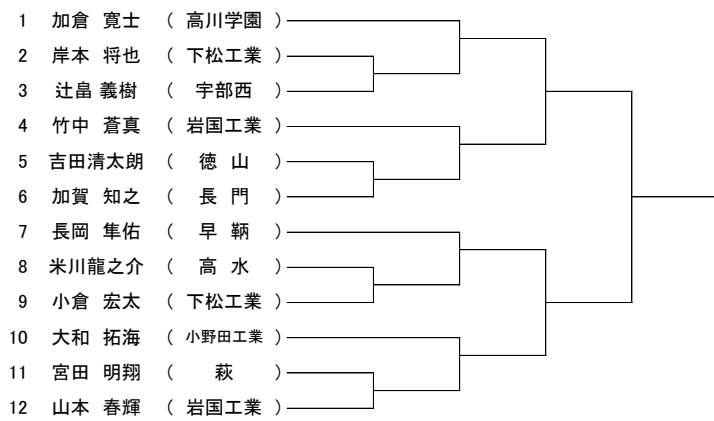 1 加倉 寛士 （ 高川学園 ）
2 岸本 将也 （ 下松工業 ）
3 辻畠 義樹 （ 宇部西 ）
4 竹中 蒼真 （ 岩国工業 ）
5 吉田清太朗 （ 徳 山 ）
6 加賀 知之 （ 長 門 ）
7 長岡 隼佑 （ 早 鞆 ）
8 米川龍之介 （ 高 水 ）
9 小倉 宏太 （ 下松工業 ）
10 大和 拓海 （ 小野田工業 ）
11 宮田 明翔 （ 萩 ）
12 山本 春輝 （ 岩国工業 ）